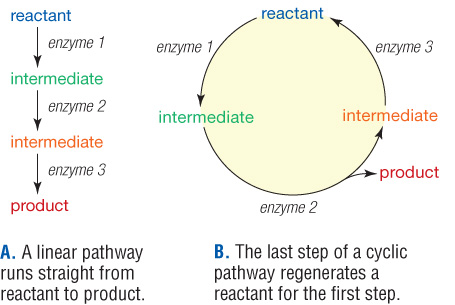 reactant
enzyme 1
intermediate
enzyme 2
intermediate
enzyme 3
product
A. A linear pathway
runs straight from
reactant to product.
reactant
enzyme 1
enzyme 3
intermediate
intermediate
product
enzyme 2
B. The last step of a cyclic
pathway regenerates a
reactant for the first step.